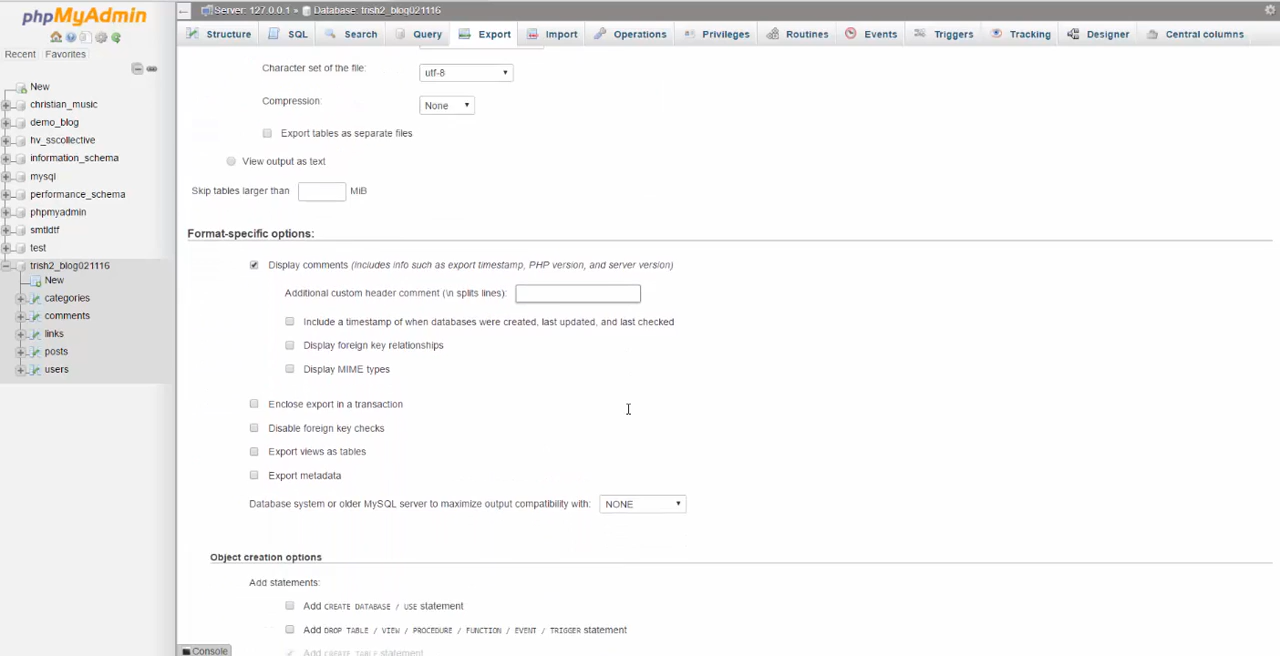 phpMyAdmin
Recent Favorites
New
christian_music
demo_blog
hv_sscollective
information_schema
mysql
performance_schema
phpmyadmin
smtldtf
test
trish2_blog021116
New
categories
comments
links
posts
users
Server: 127.0.0.1 » Database: trish2_blog021116
Structure SQL Search Query Export Import Operations Privileges Routines Events Triggers Tracking Designer Central columns
Character set of the file: utf-8
Compression: None
Export tables as separate files
View output as text
Skip tables larger than MiB
Format-specific options:
Display comments (includes info such as export timestamp, PHP version, and server version)
Additional custom header comment (\n splits lines):
Include a timestamp of when databases were created, last updated, and last checked
Display foreign key relationships
Display MIME types
Enclose export in a transaction
Disable foreign key checks
Export views as tables
Export metadata
Database system or older MySQL server to maximize output compatibility with: NONE
Object creation options
Add statements:
Add CREATE DATABASE / USE statement
Add DROP TABLE / VIEW / PROCEDURE / FUNCTION / EVENT / TRIGGER statement
Add CREATE TABLE statement
Console